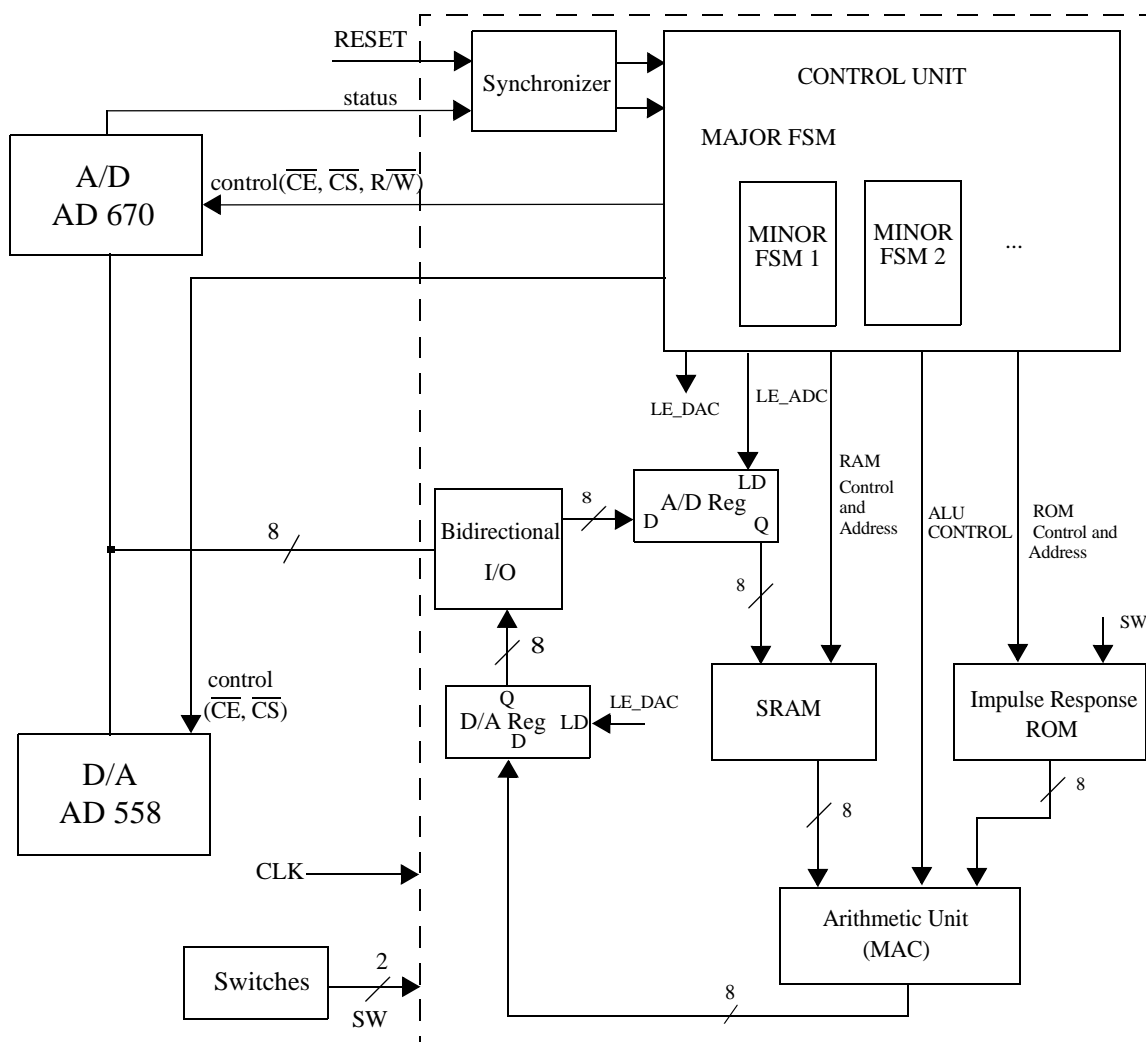 RESET
Synchronizer
CONTROL UNIT
status
MAJOR FSM
A/D
AD 670
control(CE, CS, R/W)
MINOR
FSM 1
MINOR
FSM 2
...
LE_DAC
LE_ADC
RAM
Control
and
Address
ALU
CONTROL
ROM
Control and
Address
LD
A/D Reg
D
Q
8
8
Bidirectional
I/O
8
8
SW
8
control
(CE, CS)
Q
D/A Reg
D
LD
LE_DAC
SRAM
Impulse Response
ROM
D/A
AD 558
8
8
CLK
Arithmetic Unit
(MAC)
Switches
2
SW
8